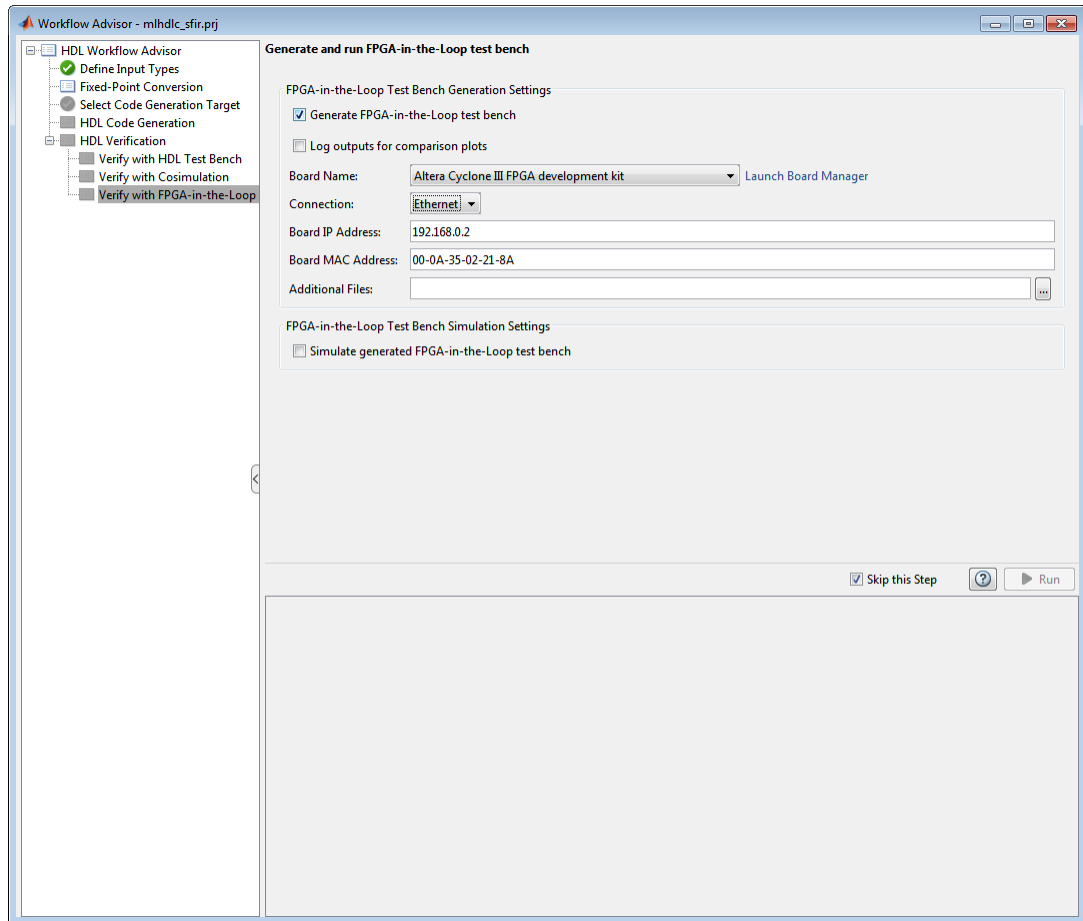 Workflow Advisor - mlhdlc_sfir.prj
HDL Workflow Advisor
Define Input Types
Fixed-Point Conversion
Select Code Generation Target
HDL Code Generation
HDL Verification
Verify with HDL Test Bench
Verify with Cosimulation
Verify with FPGA-in-the-Loop
Generate and run FPGA-in-the-Loop test bench
FPGA-in-the-Loop Test Bench Generation Settings
Generate FPGA-in-the-Loop test bench
Log outputs for comparison plots
Board Name: Altera Cyclone III FPGA development kit Launch Board Manager
Connection: Ethernet
Board IP Address: 192.168.0.2
Board MAC Address: 00-0A-35-02-21-8A
Additional Files: ...
FPGA-in-the-Loop Test Bench Simulation Settings
Simulate generated FPGA-in-the-Loop test bench
Skip this Step ? Run